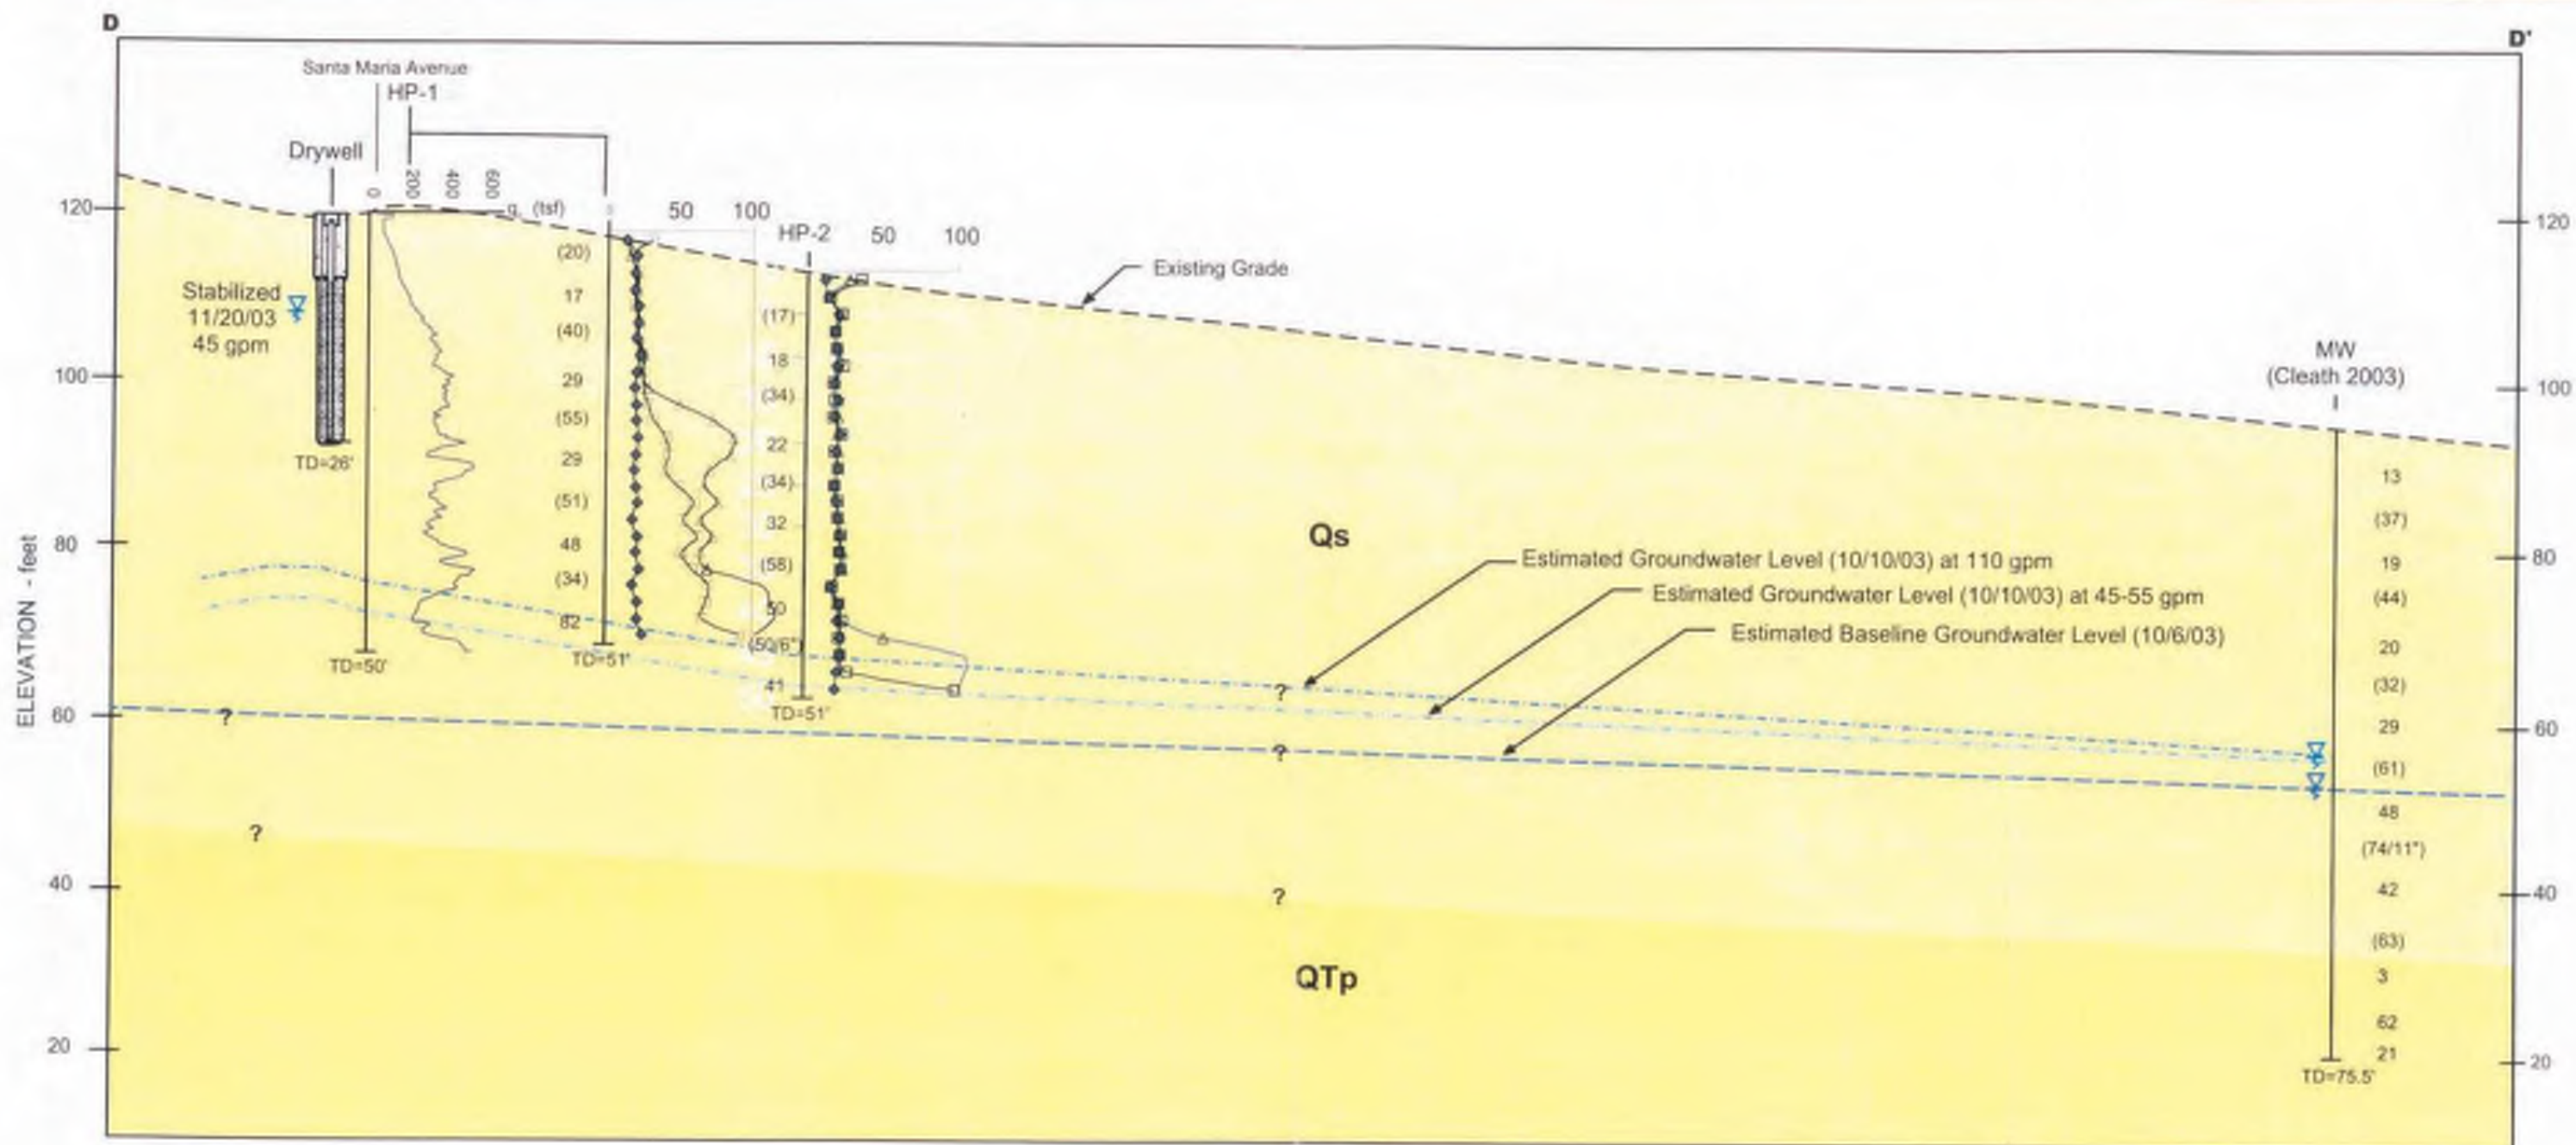 D
D'
Santa Maria Avenue
HP-1
Drywell
0
200
400
600
(tsf)
50
100
HP-2
50
100
120
100
80
60
40
20
ELEVATION - feet
Stabilized
11/20/03
45 gpm
TD=26'
TD=50'
(20)
17
(40)
29
(55)
29
(51)
48
(34)
82
TD=51'
(17)
18
(34)
22
(34)
32
(58)
50
(50/6")
41
TD=51'
Existing Grade
Qs
Estimated Groundwater Level (10/10/03) at 110 gpm
Estimated Groundwater Level (10/10/03) at 45-55 gpm
Estimated Baseline Groundwater Level (10/6/03)
?
?
?
?
?
QTp
MW
(Cleath 2003)
13
(37)
19
(44)
20
(32)
29
(61)
48
(74/11")
42
(63)
3
62
21
TD=75.5'
120
100
80
60
40
20